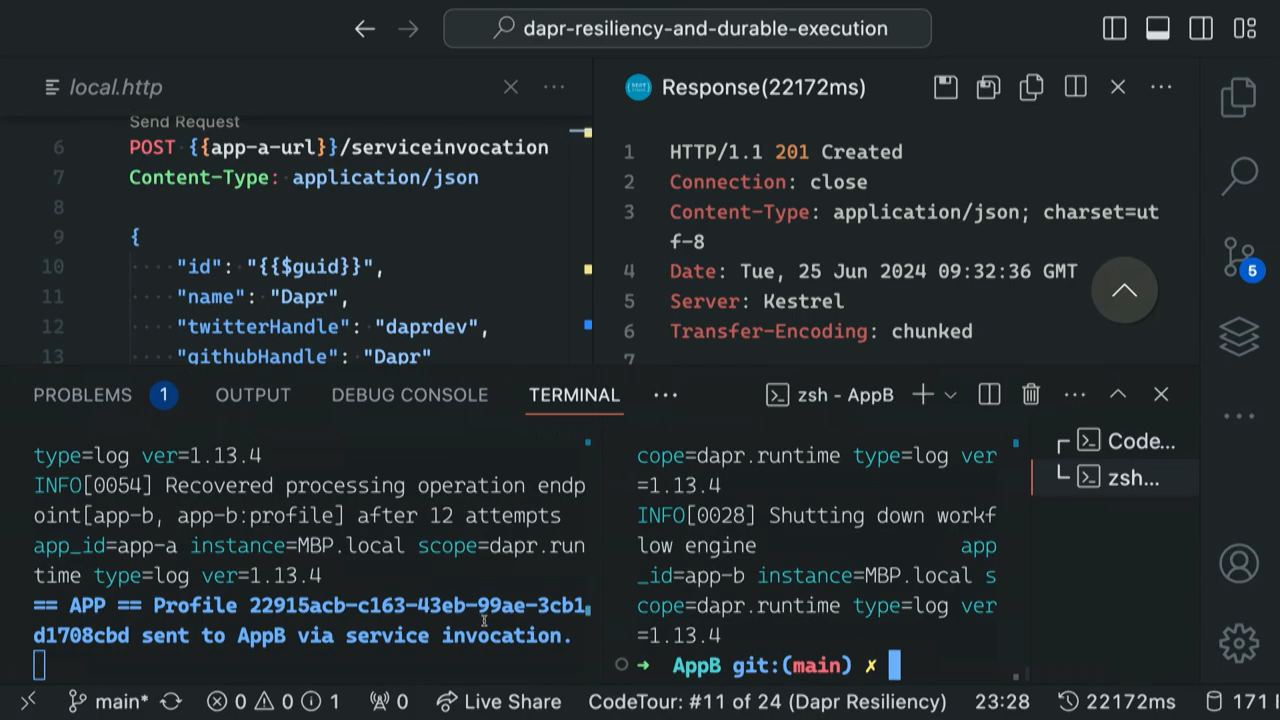 dapr-resiliency-and-durable-execution
local.http
Send Request
6 POST {{app-a-url}}/serviceinvocation
7 Content-Type: application/json
8
9 {
10 ····"id": "{{$guid}}",
11 ····"name": "Dapr",
12 ····"twitterHandle": "daprdev",
13 ····"githubHandle": "Dapr"
Response(22172ms)
1 HTTP/1.1 201 Created
2 Connection: close
3 Content-Type: application/json; charset=ut
f-8
4 Date: Tue, 25 Jun 2024 09:32:36 GMT
5 Server: Kestrel
6 Transfer-Encoding: chunked
7
5
PROBLEMS 1 OUTPUT DEBUG CONSOLE TERMINAL ··· zsh - AppB
type=log ver=1.13.4
INFO[0054] Recovered processing operation endp
oint[app-b, app-b:profile] after 12 attempts
app_id=app-a instance=MBP.local scope=dapr.run
time type=log ver=1.13.4
== APP == Profile 22915acb-c163-43eb-99ae-3cb1
d1708cbd sent to AppB via service invocation.
cope=dapr.runtime type=log ver
=1.13.4
INFO[0028] Shutting down workf
low engine app
_id=app-b instance=MBP.local s
cope=dapr.runtime type=log ver
=1.13.4
➜ AppB git:(main) ✗
Code...
zsh...
main* 0 0 1 0 Live Share CodeTour: #11 of 24 (Dapr Resiliency) 23:28 22172ms 171